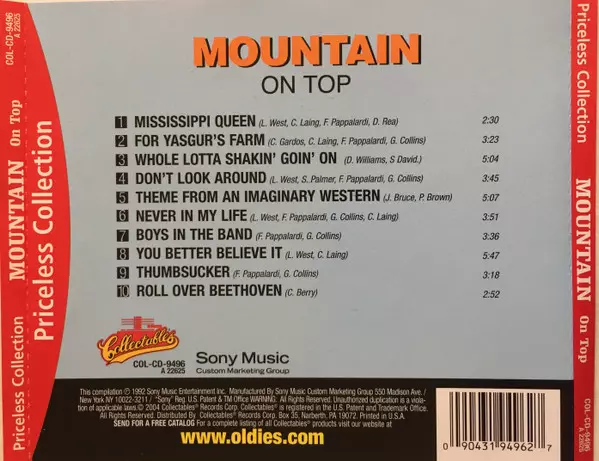 COL-CD-9496
A 22625
Priceless Collection
MOUNTAIN On Top
Priceless Collection
MOUNTAIN
ON TOP
1 MISSISSIPPI QUEEN (L. West, C. Laing, F. Pappalardi, D. Rea) 2:30
2 FOR YASGUR'S FARM (C. Gardos, C. Laing, F. Pappalardi, G. Collins) 3:23
3 WHOLE LOTTA SHAKIN' GOIN' ON (D. Williams, S David.) 5:04
4 DON'T LOOK AROUND (L. West, S. Palmer, F. Pappalardi, G. Collins) 3:45
5 THEME FROM AN IMAGINARY WESTERN (J. Bruce, P. Brown) 5:07
6 NEVER IN MY LIFE (L. West, F. Pappalardi, G. Collins, C. Laing) 3:51
7 BOYS IN THE BAND (F. Pappalardi, G. Collins) 3:36
8 YOU BETTER BELIEVE IT (L. West, C. Laing) 5:47
9 THUMBSUCKER (F. Pappalardi, G. Collins) 3:18
10 ROLL OVER BEETHOVEN (C. Berry) 2:52
Collectables
COL-CD-9496
A 22625
Sony Music
Custom Marketing Group
This compilation ℗ 1992 Sony Music Entertainment Inc. Manufactured By Sony Music Custom Marketing Group 550 Madison Ave. /
New York, NY 10022-3211 / "Sony" Reg. U.S. Patent & TM Office WARNING: All Rights Reserved. Unauthorized duplication is a viola-
tion of applicable laws.© 2004 Collectables® Records Corp. Collectables® is registered in the U.S. Patent and Trademark Office.
All Rights Reserved. Distributed By Collectables® Records Corp. Box 35, Narberth, PA 19072. Printed in U.S.A.
SEND FOR A FREE CATALOG For a complete listing of all Collectables® products visit our website at
www.oldies.com
0 90431 94962 7
Priceless Collection
MOUNTAIN On Top
COL-CD-9496
A 22625